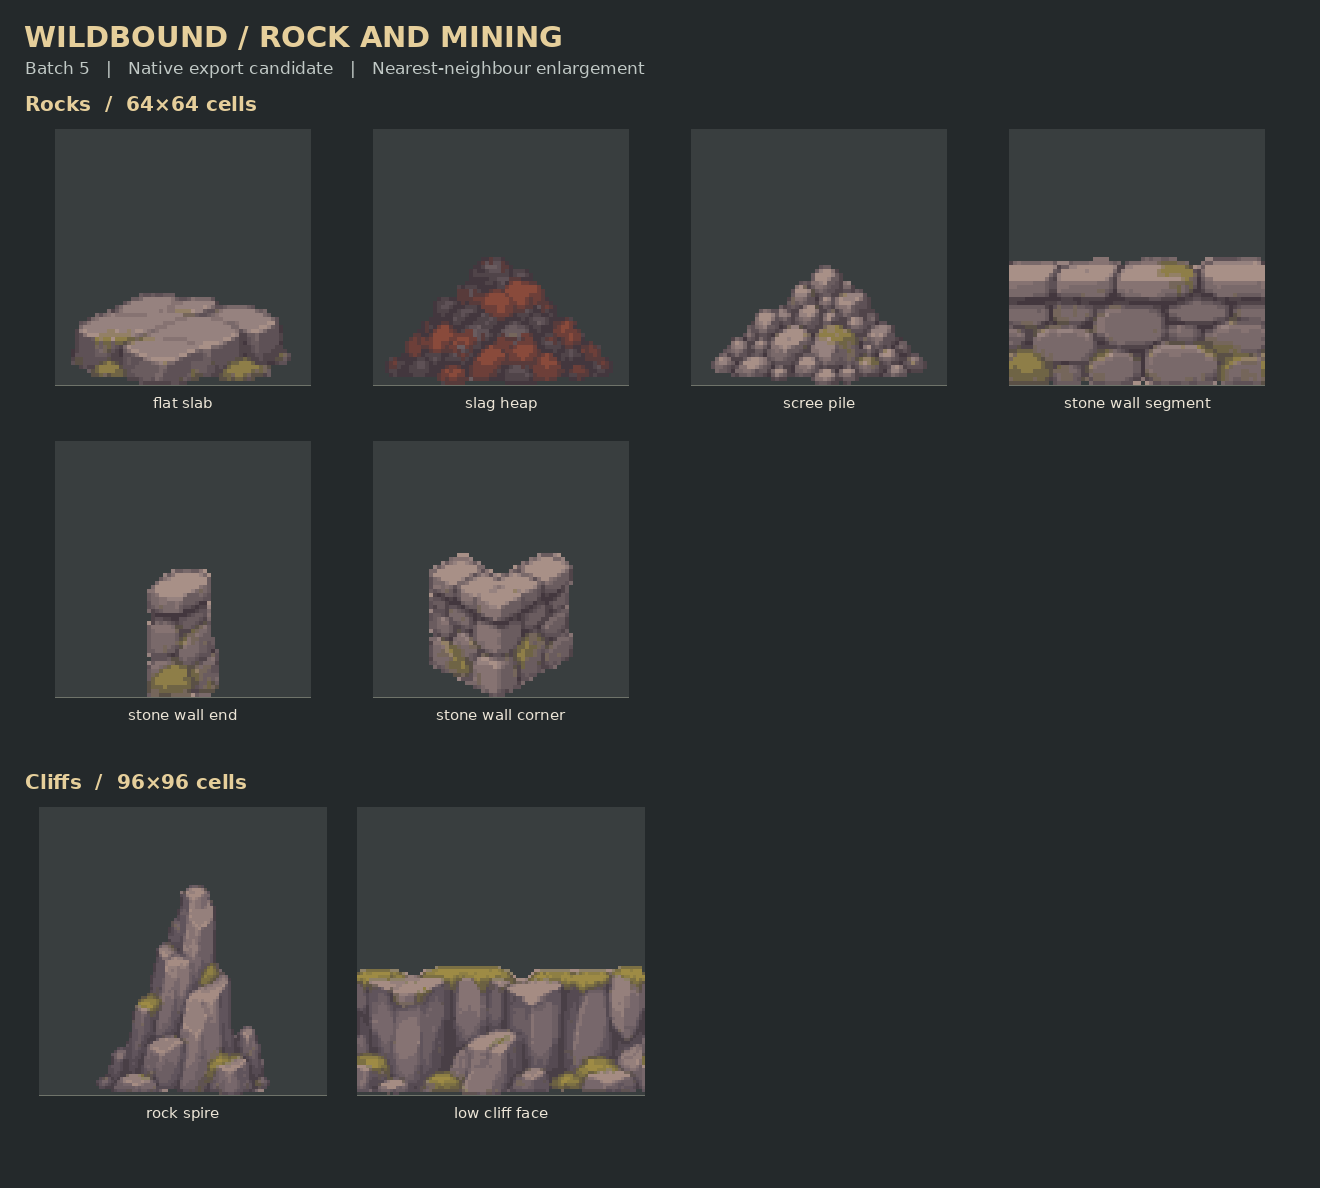 WILDBOUND / ROCK AND MINING
Batch 5 | Native export candidate | Nearest-neighbour enlargement
Rocks / 64×64 cells
flat slab
slag heap
scree pile
stone wall segment
stone wall end
stone wall corner
Cliffs / 96×96 cells
rock spire
low cliff face